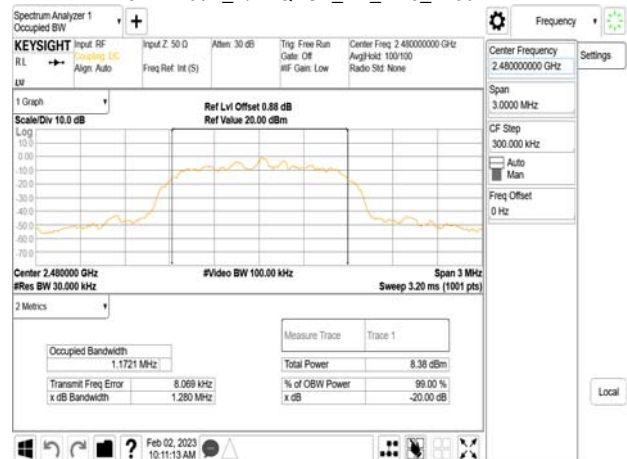 Spectrum Analyzer 1
Occupied BW
Frequency
KEYSIGHT
RL
Input: RF
Coupling: DC
Align: Auto
Input Z: 50 Ω
Freq Ref: Int (S)
Atten: 30 dB
Trig: Free Run
Gate: Off
#IF Gain: Low
Center Freq: 2.480000000 GHz
Avg|Hold: 100/100
Radio Std: None
Center Frequency
2.480000000 GHz
Settings
Span
3.0000 MHz
CF Step
300.000 kHz
Auto
Man
Freq Offset
0 Hz
1 Graph
Scale/Div 10.0 dB
Ref Lvl Offset 0.88 dB
Ref Value 20.00 dBm
Log
10.0
0.00
-10.0
-20.0
-30.0
-40.0
-50.0
-60.0
-70.0
Center 2.480000 GHz
#Res BW 30.000 kHz
#Video BW 100.00 kHz
Span 3 MHz
Sweep 3.20 ms (1001 pts)
2 Metrics
Measure Trace
Trace 1
Occupied Bandwidth
1.1721 MHz
Total Power
8.38 dBm
Transmit Freq Error
8.069 kHz
% of OBW Power
99.00 %
x dB Bandwidth
1.280 MHz
x dB
-20.00 dB
Local
?
Feb 02, 2023
10:11:13 AM